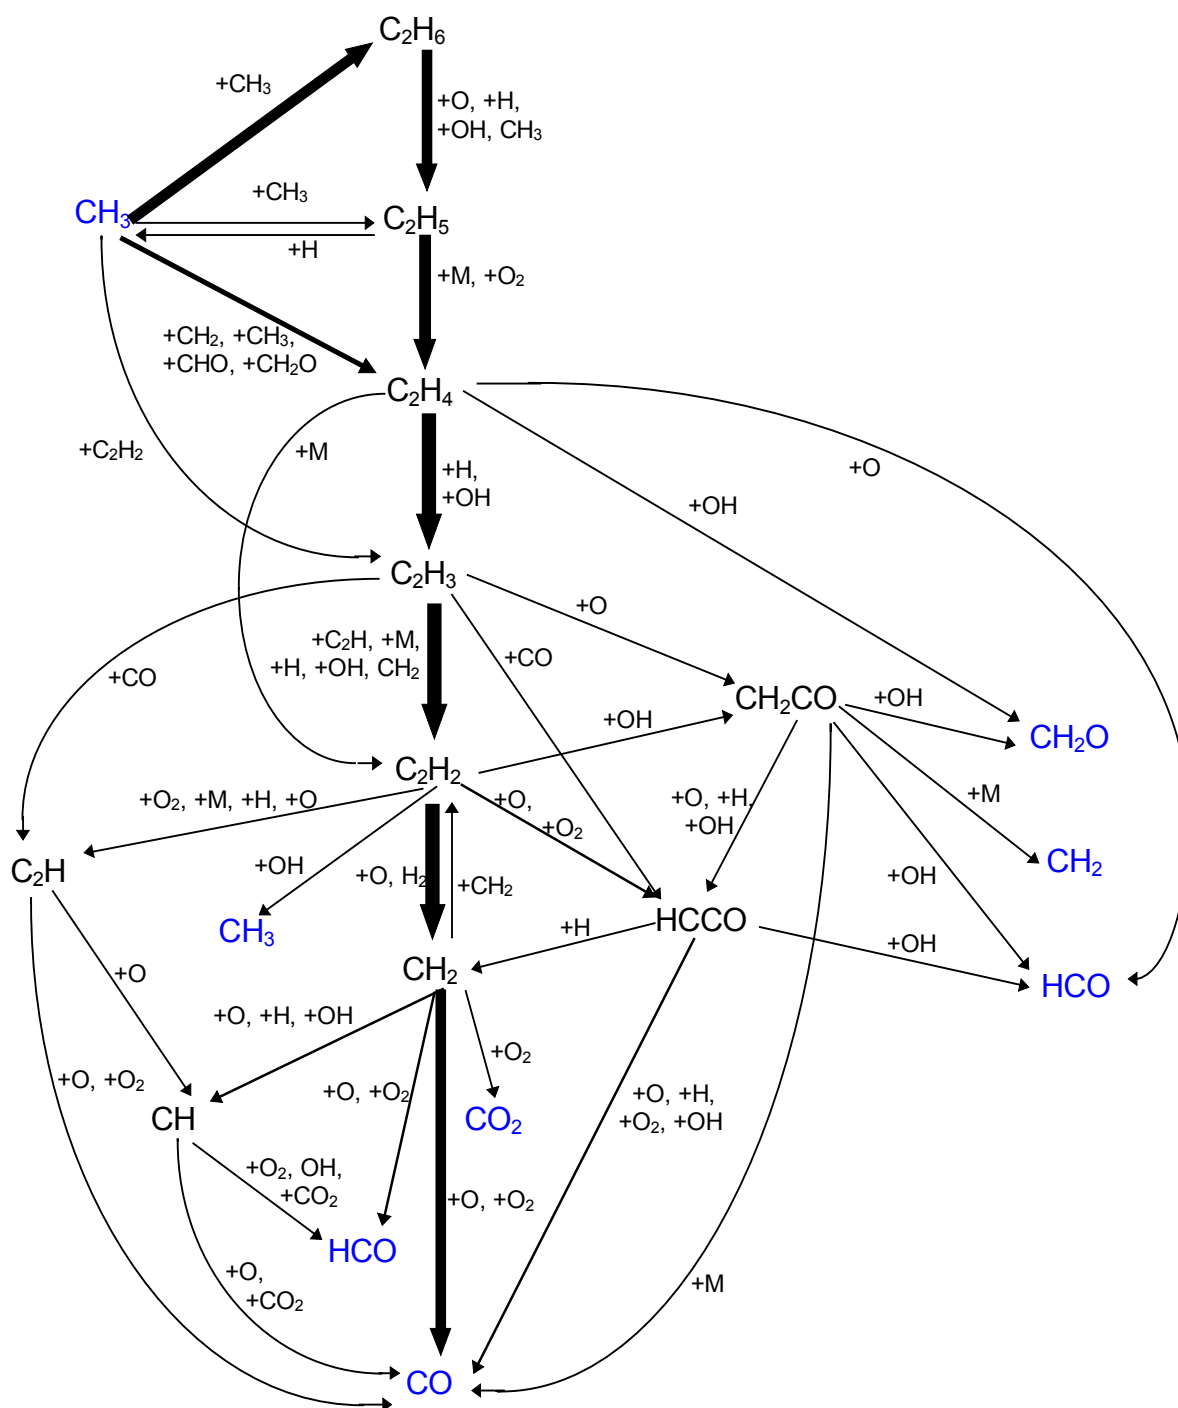 C₂H₆
+CH₃
+O, +H,
+OH, CH₃
+CH₃
CH₃
C₂H₅
+H
+M, +O₂
+CH₂, +CH₃,
+CHO, +CH₂O
C₂H₄
+C₂H₂
+M
+H,
+OH
+O
+OH
C₂H₃
+O
+C₂H, +M,
+H, +OH, CH₂
+CO
+CO
CH₂CO
+OH
+OH
CH₂O
C₂H₂
+O₂, +M, +H, +O
+O,
+O₂
+O, +H,
+OH
+M
C₂H
+OH
+O, H₂
+CH₂
+OH
CH₂
CH₃
+H
HCCO
+OH
CH₂
HCO
+O
+O, +H, +OH
+O₂
+O, +O₂
+O, +O₂
+O, +H,
+O₂, +OH
CH
CO₂
+O₂, OH,
+CO₂
+O, +O₂
HCO
+O,
+CO₂
+M
CO